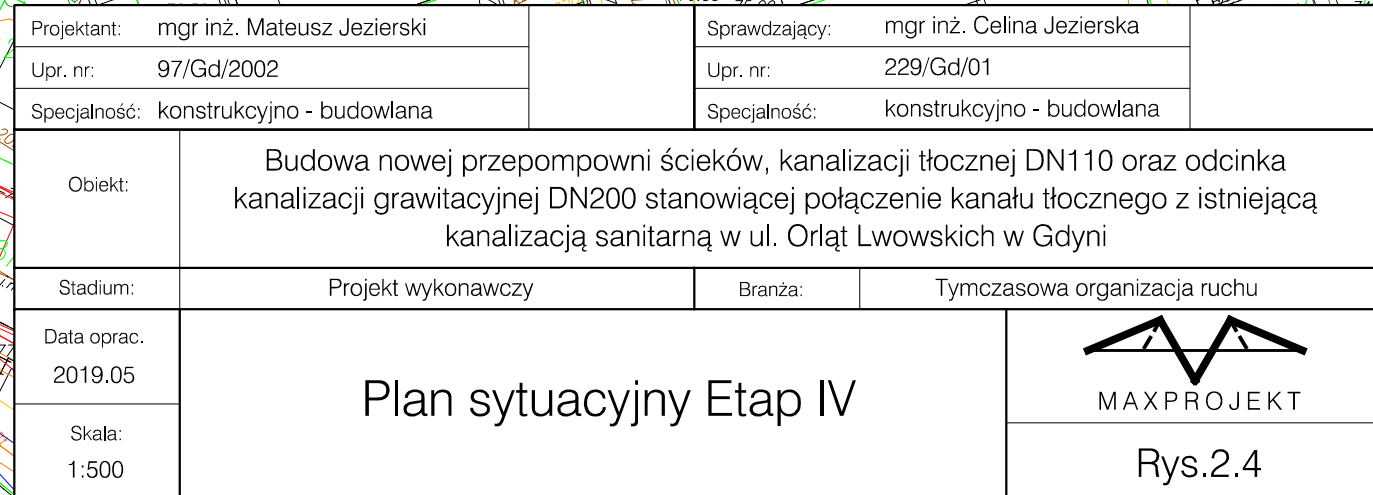 Projektant: mgr inż. Mateusz Jezierski
Upr. nr: 97/Gd/2002
Specjalność: konstrukcyjno - budowlana
Sprawdzający: mgr inż. Celina Jezierska
Upr. nr: 229/Gd/01
Specjalność: konstrukcyjno - budowlana
Obiekt:
Budowa nowej przepompowni ścieków, kanalizacji tłocznej DN110 oraz odcinka
kanalizacji grawitacyjnej DN200 stanowiącej połączenie kanału tłocznego z istniejącą
kanalizacją sanitarną w ul. Orląt Lwowskich w Gdyni
Stadium: Projekt wykonawczy
Branża: Tymczasowa organizacja ruchu
Data oprac.
2019.05
Skala:
1:500
Plan sytuacyjny Etap IV
MAXPROJEKT
Rys.2.4